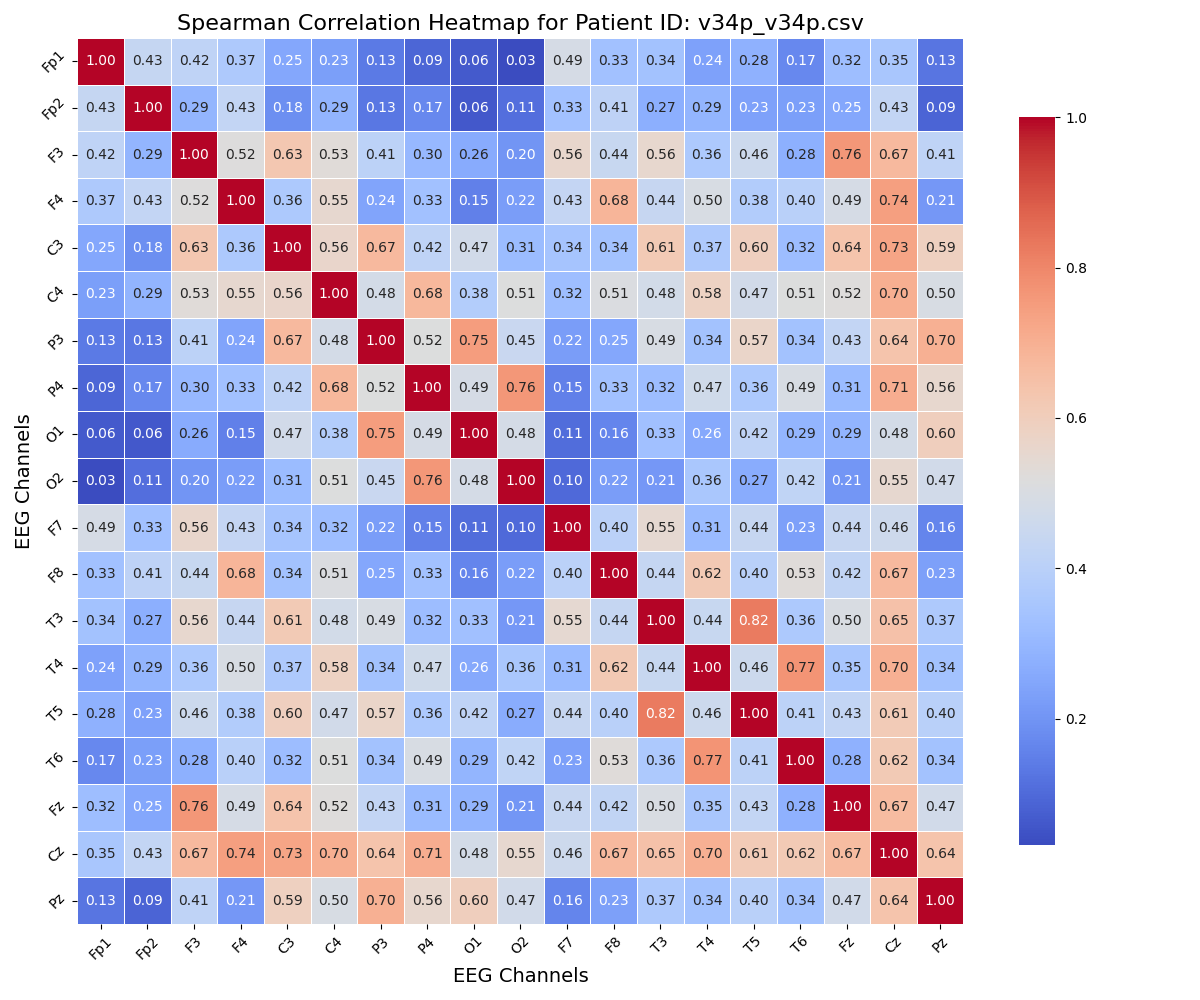 Spearman Correlation Heatmap for Patient ID: v34p_v34p.csv
Fp1 1.00 0.43 0.42 0.37 0.25 0.23 0.13 0.09 0.06 0.03 0.49 0.33 0.34 0.24 0.28 0.17 0.32 0.35 0.13
Fp2 0.43 1.00 0.29 0.43 0.18 0.29 0.13 0.17 0.06 0.11 0.33 0.41 0.27 0.29 0.23 0.23 0.25 0.43 0.09
F3 0.42 0.29 1.00 0.52 0.63 0.53 0.41 0.30 0.26 0.20 0.56 0.44 0.56 0.36 0.46 0.28 0.76 0.67 0.41
F4 0.37 0.43 0.52 1.00 0.36 0.55 0.24 0.33 0.15 0.22 0.43 0.68 0.44 0.50 0.38 0.40 0.49 0.74 0.21
C3 0.25 0.18 0.63 0.36 1.00 0.56 0.67 0.42 0.47 0.31 0.34 0.34 0.61 0.37 0.60 0.32 0.64 0.73 0.59
C4 0.23 0.29 0.53 0.55 0.56 1.00 0.48 0.68 0.38 0.51 0.32 0.51 0.48 0.58 0.47 0.51 0.52 0.70 0.50
P3 0.13 0.13 0.41 0.24 0.67 0.48 1.00 0.52 0.75 0.45 0.22 0.25 0.49 0.34 0.57 0.34 0.43 0.64 0.70
P4 0.09 0.17 0.30 0.33 0.42 0.68 0.52 1.00 0.49 0.76 0.15 0.33 0.32 0.47 0.36 0.49 0.31 0.71 0.56
O1 0.06 0.06 0.26 0.15 0.47 0.38 0.75 0.49 1.00 0.48 0.11 0.16 0.33 0.26 0.42 0.29 0.29 0.48 0.60
O2 0.03 0.11 0.20 0.22 0.31 0.51 0.45 0.76 0.48 1.00 0.10 0.22 0.21 0.36 0.27 0.42 0.21 0.55 0.47
F7 0.49 0.33 0.56 0.43 0.34 0.32 0.22 0.15 0.11 0.10 1.00 0.40 0.55 0.31 0.44 0.23 0.44 0.46 0.16
F8 0.33 0.41 0.44 0.68 0.34 0.51 0.25 0.33 0.16 0.22 0.40 1.00 0.44 0.62 0.40 0.53 0.42 0.67 0.23
T3 0.34 0.27 0.56 0.44 0.61 0.48 0.49 0.32 0.33 0.21 0.55 0.44 1.00 0.44 0.82 0.36 0.50 0.65 0.37
T4 0.24 0.29 0.36 0.50 0.37 0.58 0.34 0.47 0.26 0.36 0.31 0.62 0.44 1.00 0.46 0.77 0.35 0.70 0.34
T5 0.28 0.23 0.46 0.38 0.60 0.47 0.57 0.36 0.42 0.27 0.44 0.40 0.82 0.46 1.00 0.41 0.43 0.61 0.40
T6 0.17 0.23 0.28 0.40 0.32 0.51 0.34 0.49 0.29 0.42 0.23 0.53 0.36 0.77 0.41 1.00 0.28 0.62 0.34
Fz 0.32 0.25 0.76 0.49 0.64 0.52 0.43 0.31 0.29 0.21 0.44 0.42 0.50 0.35 0.43 0.28 1.00 0.67 0.47
Cz 0.35 0.43 0.67 0.74 0.73 0.70 0.64 0.71 0.48 0.55 0.46 0.67 0.65 0.70 0.61 0.62 0.67 1.00 0.64
Pz 0.13 0.09 0.41 0.21 0.59 0.50 0.70 0.56 0.60 0.47 0.16 0.23 0.37 0.34 0.40 0.34 0.47 0.64 1.00
Fp1 Fp2 F3 F4 C3 C4 P3 P4 O1 O2 F7 F8 T3 T4 T5 T6 Fz Cz Pz
EEG Channels
EEG Channels
1.0
0.8
0.6
0.4
0.2